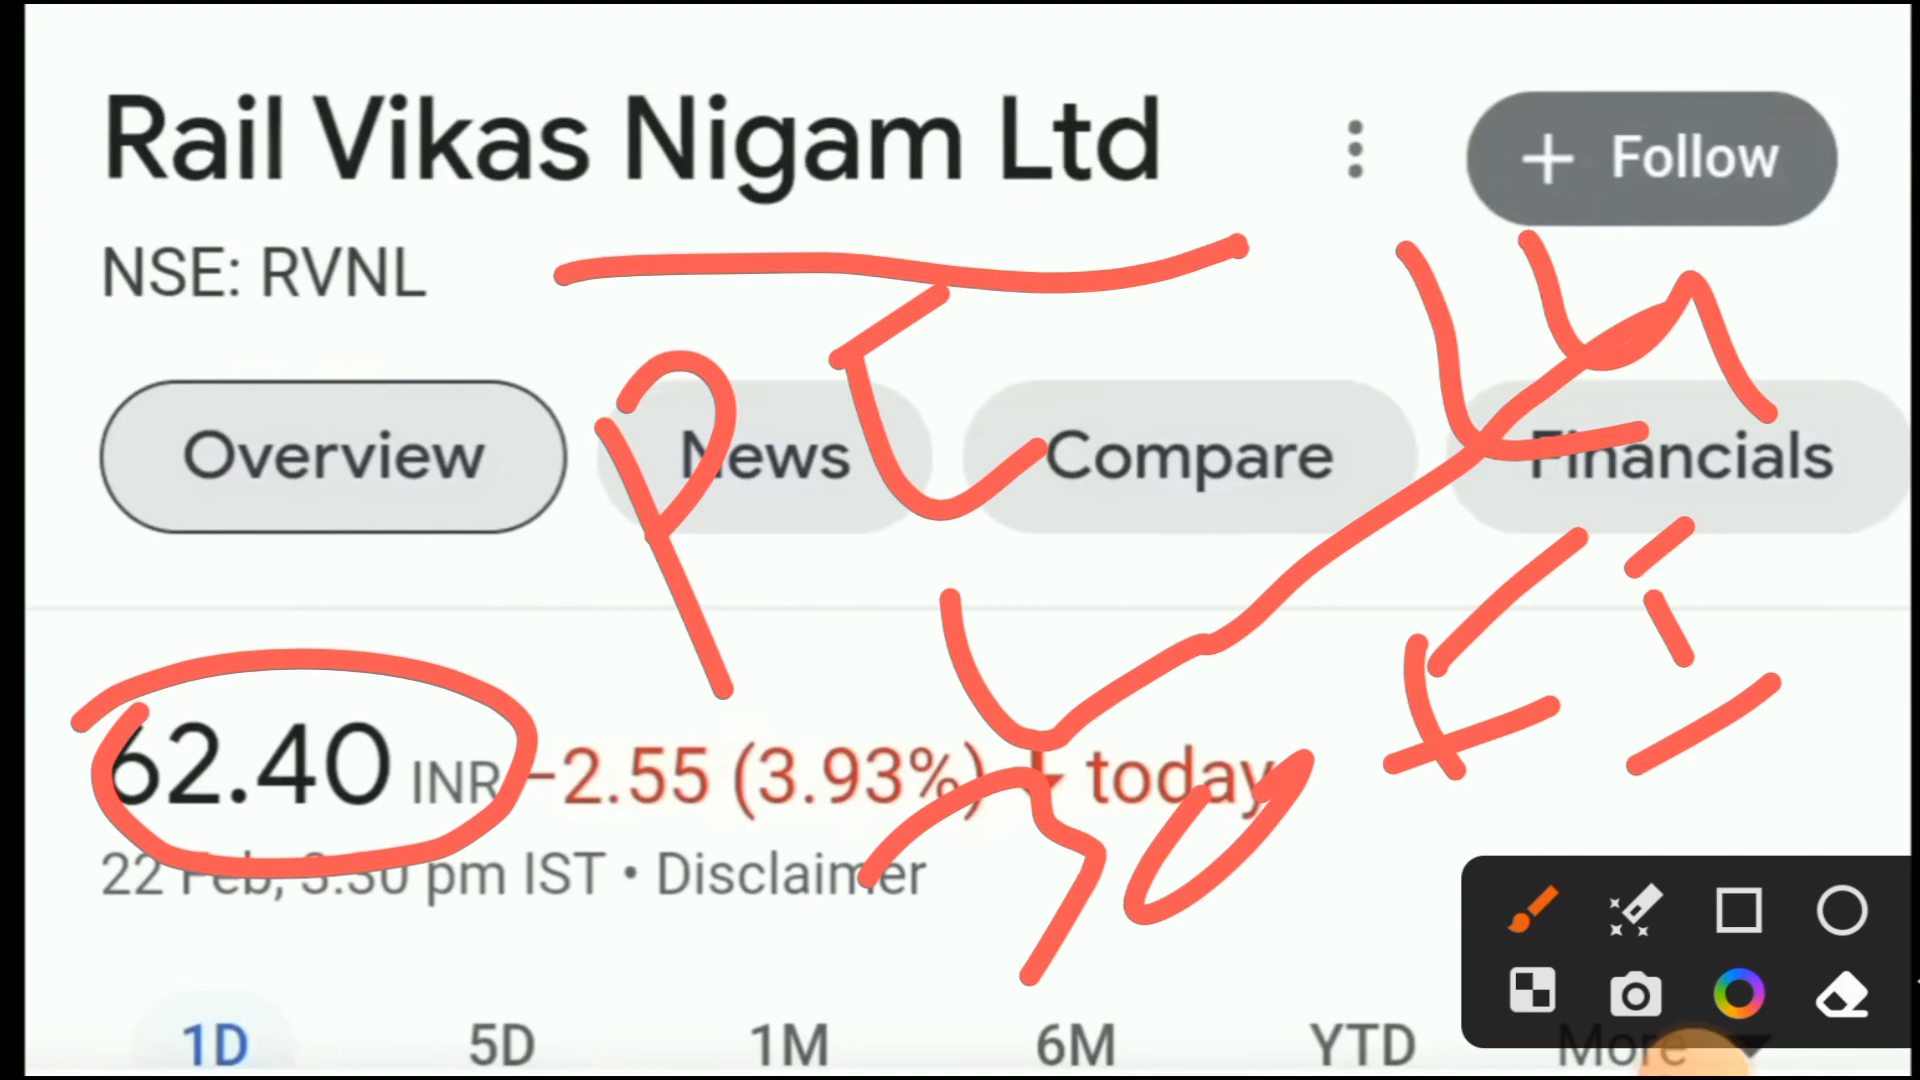 Rail Vikas Nigam Ltd
+ Follow
NSE: RVNL
Overview News Compare Financials
62.40 INR −2.55 (3.93%) ↓ today
22 Feb, 3:30 pm IST • Disclaimer
1D 5D 1M 6M YTD More